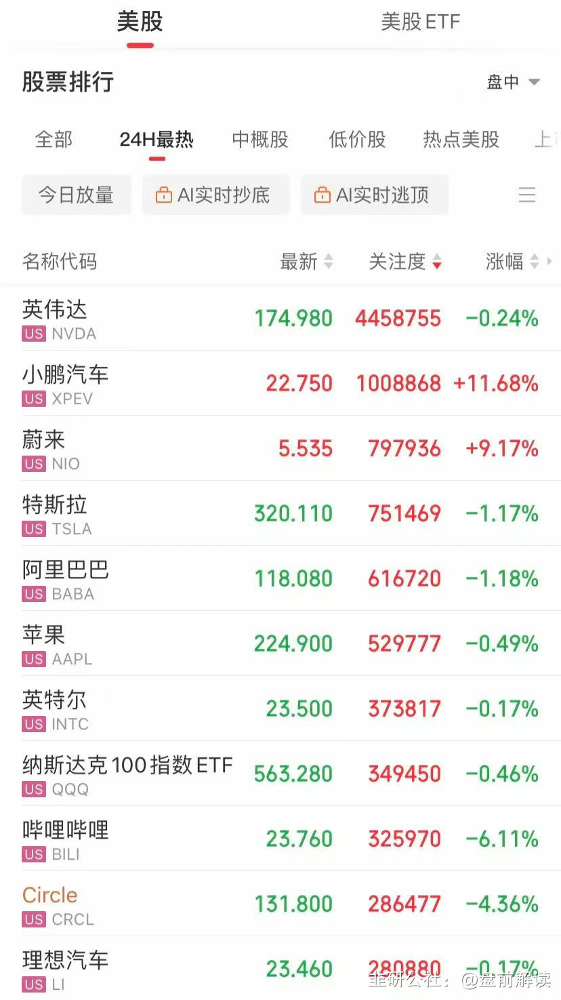 美股 美股ETF
股票排行 盘中
全部 24H最热 中概股 低价股 热点美股
今日放量 AI实时抄底 AI实时逃顶
名称代码 最新 关注度 涨幅
英伟达 174.980 4458755 -0.24%
US NVDA
小鹏汽车 22.750 1008868 +11.68%
US XPEV
蔚来 5.535 797936 +9.17%
US NIO
特斯拉 320.110 751469 -1.17%
US TSLA
阿里巴巴 118.080 616720 -1.18%
US BABA
苹果 224.900 529777 -0.49%
US AAPL
英特尔 23.500 373817 -0.17%
US INTC
纳斯达克100指数ETF 563.280 349450 -0.46%
US QQQ
哔哩哔哩 23.760 325970 -6.11%
US BILI
Circle 131.800 286477 -4.36%
US CRCL
理想汽车 23.460 280880 -0.17%
US LI
韭研公社：@盘前解读